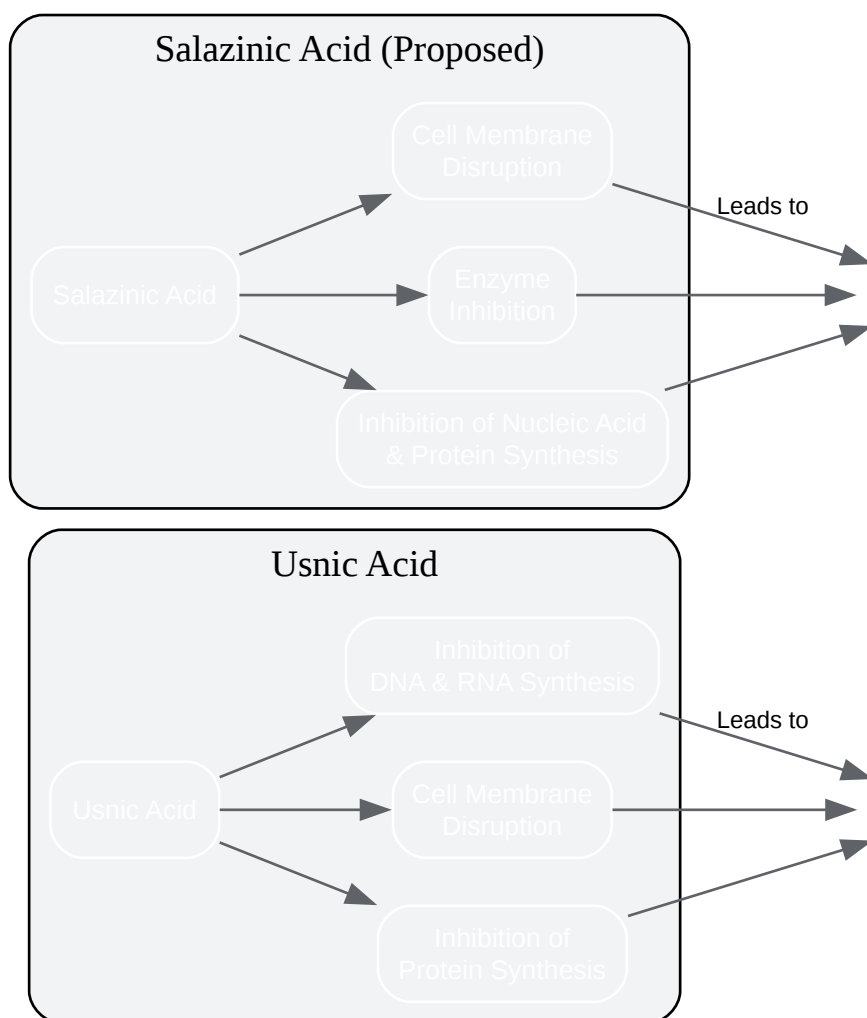 Salazinic Acid (Proposed)
Cell Membrane
Disruption
Leads to
Salazinic Acid
Enzyme
Inhibition
Inhibition of Nucleic Acid
& Protein Synthesis
Usnic Acid
Inhibition of
DNA & RNA Synthesis
Leads to
Usnic Acid
Cell Membrane
Disruption
Inhibition of
Protein Synthesis